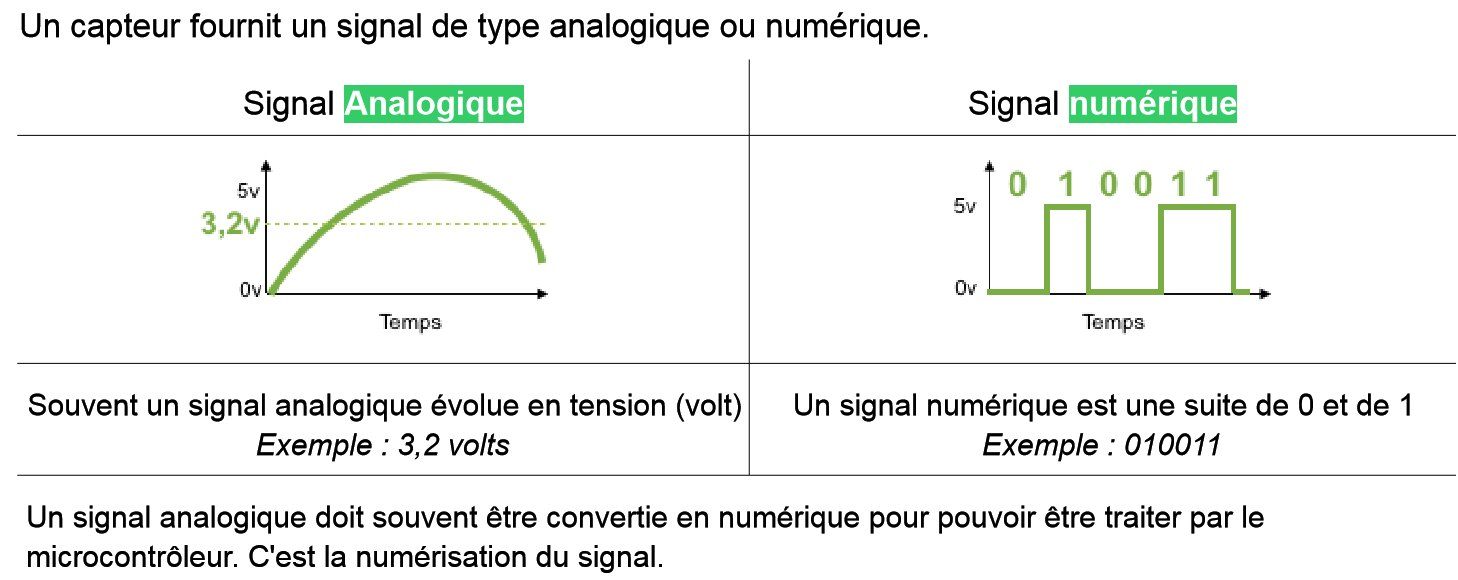 Un capteur fournit un signal de type analogique ou numérique.
Signal Analogique
Signal numérique
5v
3,2v
0v
Temps
0 1 0 0 1 1
5v
0v
Temps
Souvent un signal analogique évolue en tension (volt)
Exemple : 3,2 volts
Un signal numérique est une suite de 0 et de 1
Exemple : 010011
Un signal analogique doit souvent être convertie en numérique pour pouvoir être traiter par le
microcontrôleur. C'est la numérisation du signal.